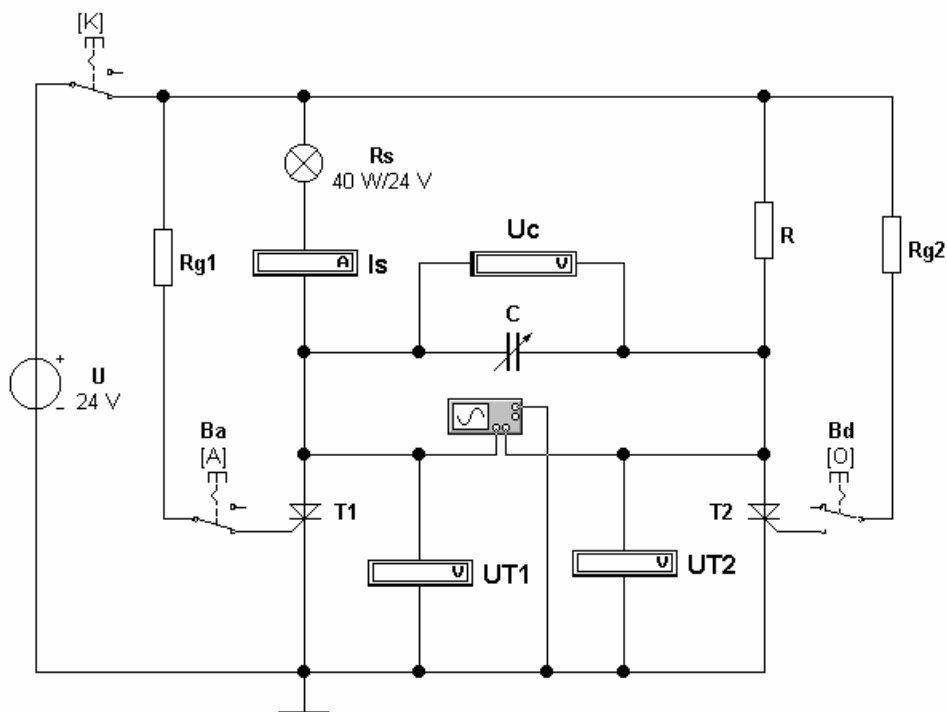 [K]
Rs
40 W/24 V
Rg1
A
Is
Uc
V
R
Rg2
C
+
U
-
24 V
Ba
[A]
Bd
[O]
T1
T2
V
UT1
V
UT2